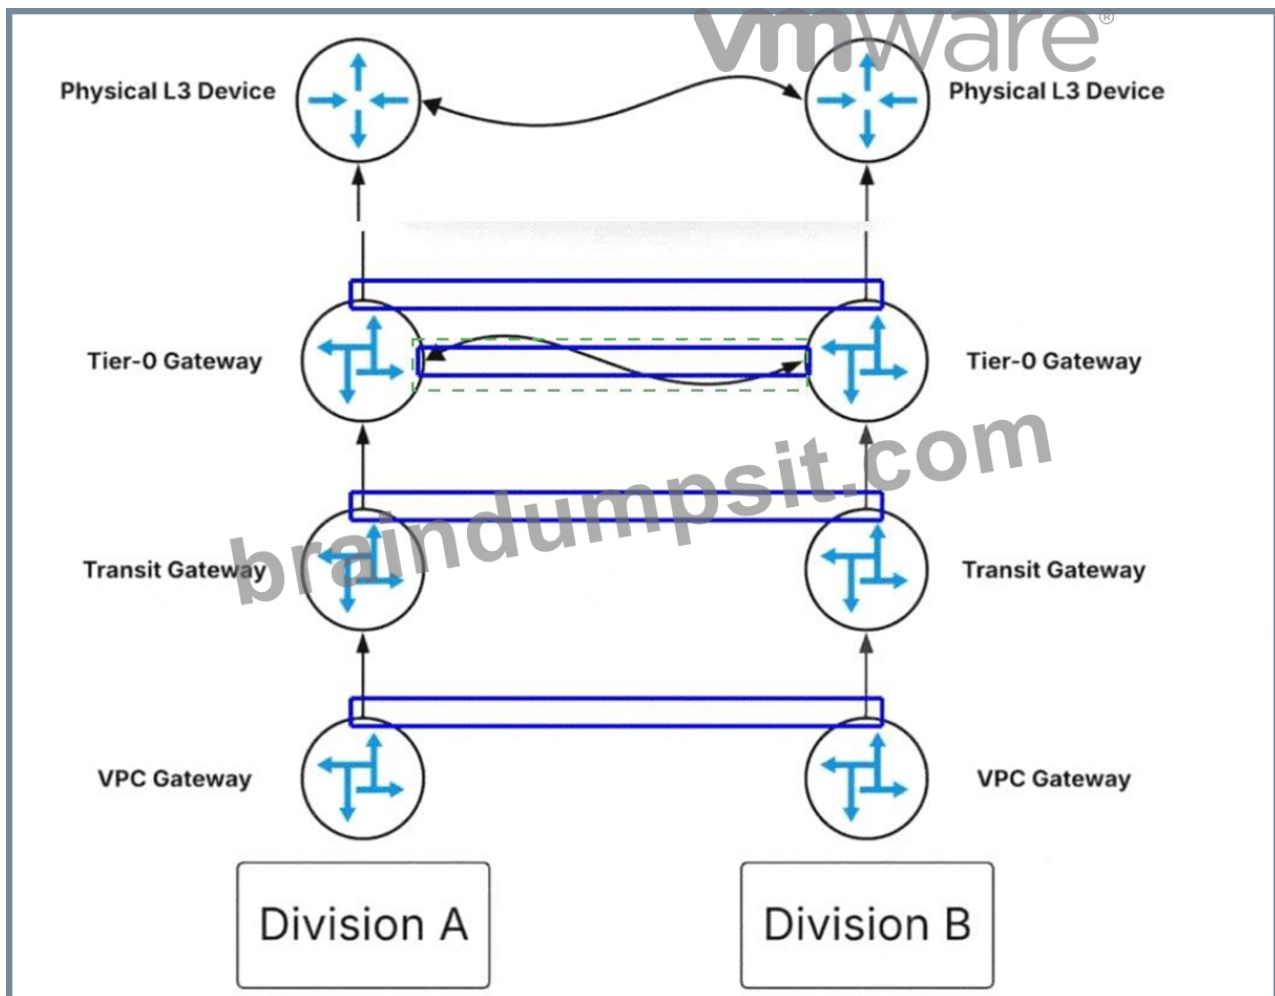 vmware®
Physical L3 Device
Physical L3 Device
Tier-0 Gateway
Tier-0 Gateway
braindumpsit.com
Transit Gateway
Transit Gateway
VPC Gateway
VPC Gateway
Division A
Division B